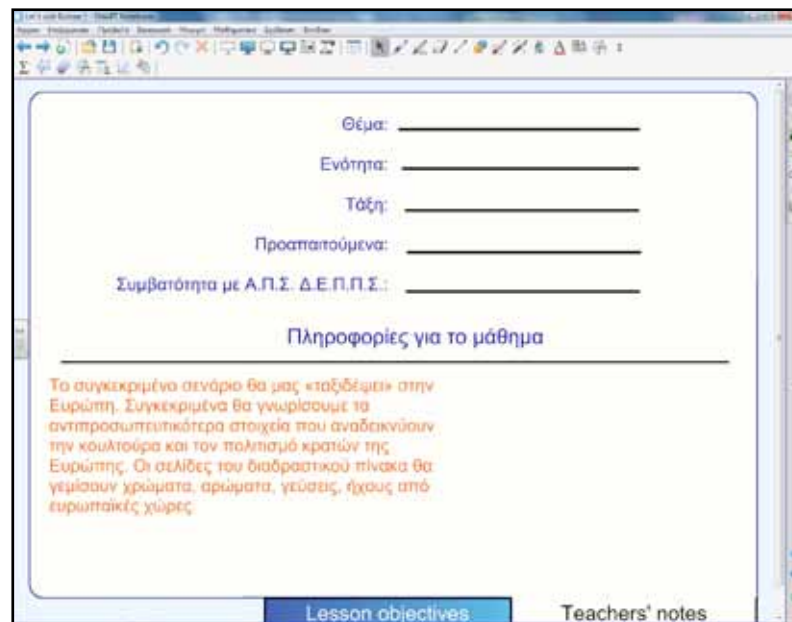 Θέμα:
Ενότητα:
Τάξη:
Προαπαιτούμενα:
Συμβατότητα με Α.Π.Σ. Δ.Ε.Π.Π.Σ.:
Πληροφορίες για το μάθημα
Το συγκεκριμένο σενάριο θα μας «ταξιδέψει» στην
Ευρώπη. Συγκεκριμένα θα γνωρίσουμε τα
αντιπροσωπευτικότερα στοιχεία που αναδεικνύουν
την κουλτούρα και τον πολιτισμό κρατών της
Ευρώπης. Οι σελίδες του διαδραστικού πίνακα θα
γεμίσουν χρώματα, αρώματα, γεύσεις, ήχους από
ευρωπαϊκές χώρες.
Lesson objectives
Teachers' notes